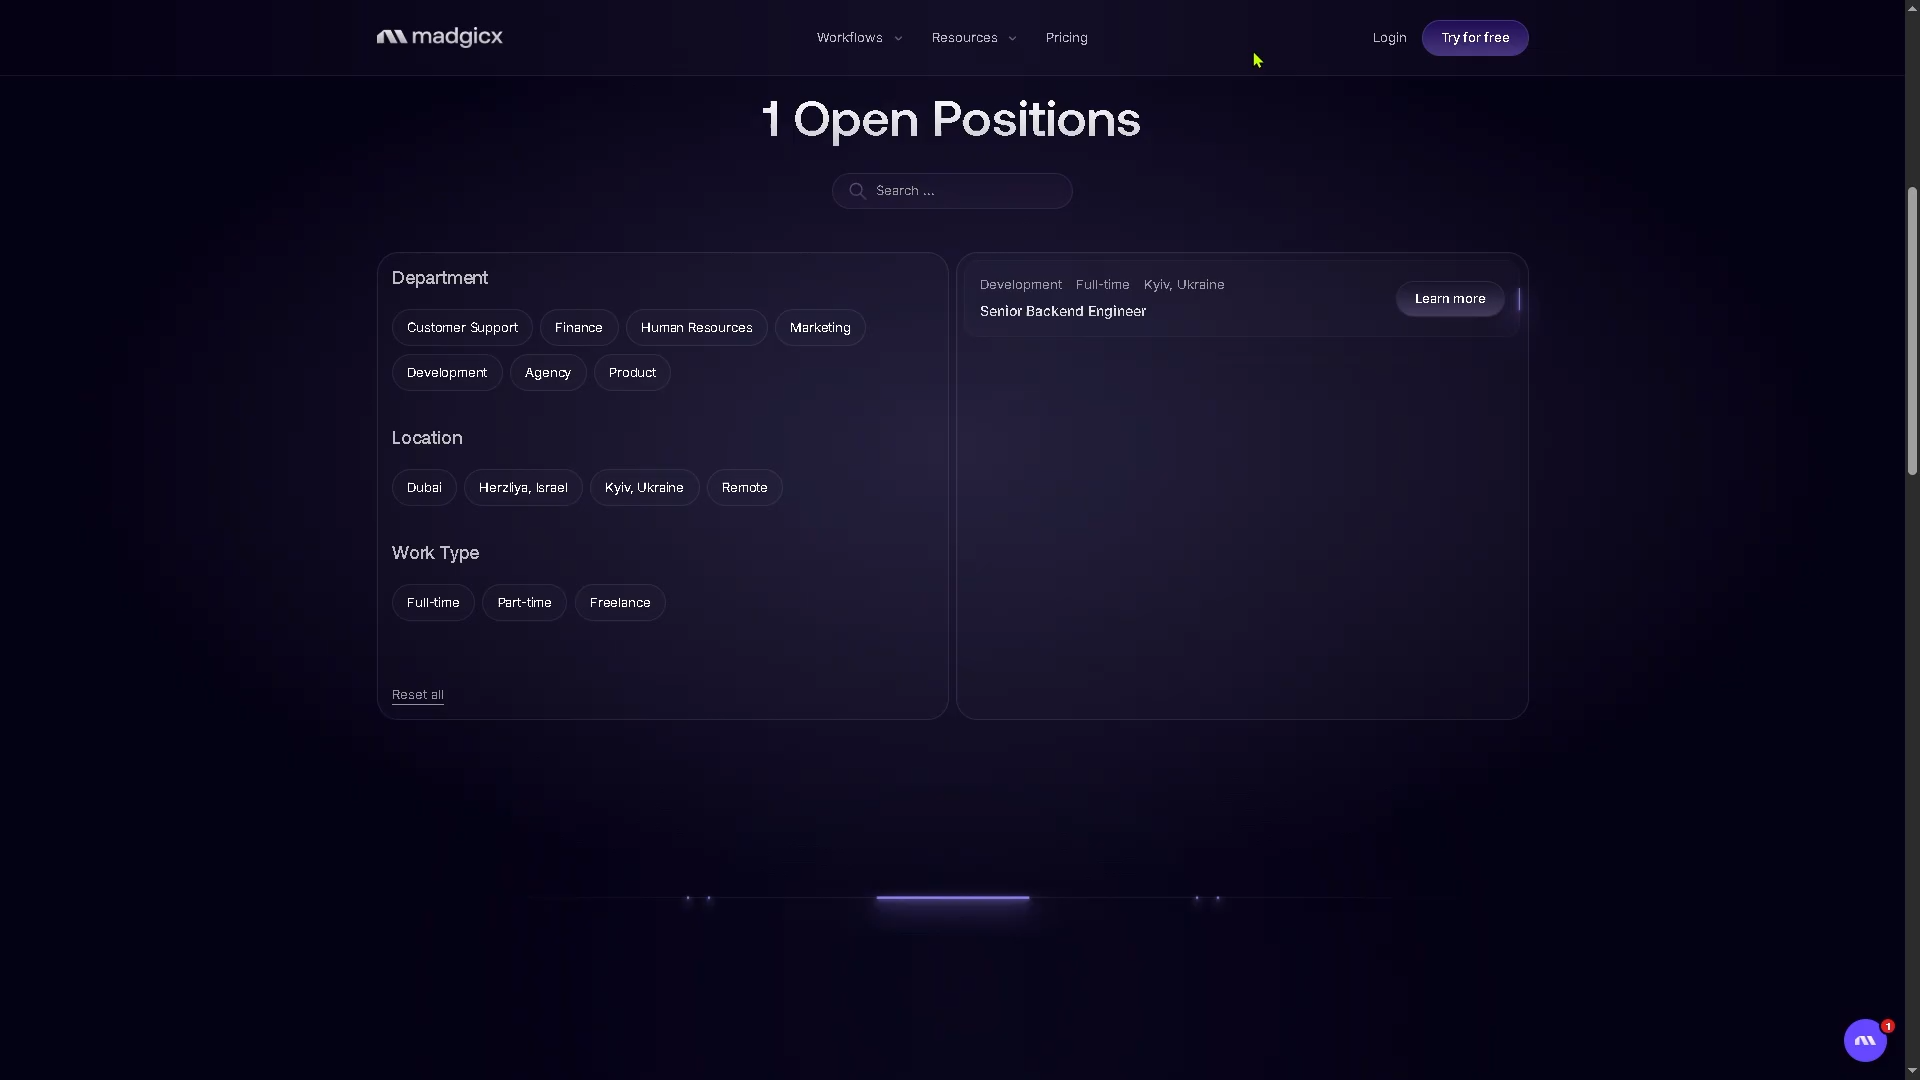 madgicx
Workflows Resources Pricing
Login Try for free
1 Open Positions
Search ...
Department
Customer Support Finance Human Resources Marketing
Development Agency Product
Location
Dubai Herzliya, Israel Kyiv, Ukraine Remote
Work Type
Full-time Part-time Freelance
Reset all
Development Full-time Kyiv, Ukraine
Senior Backend Engineer
Learn more
1